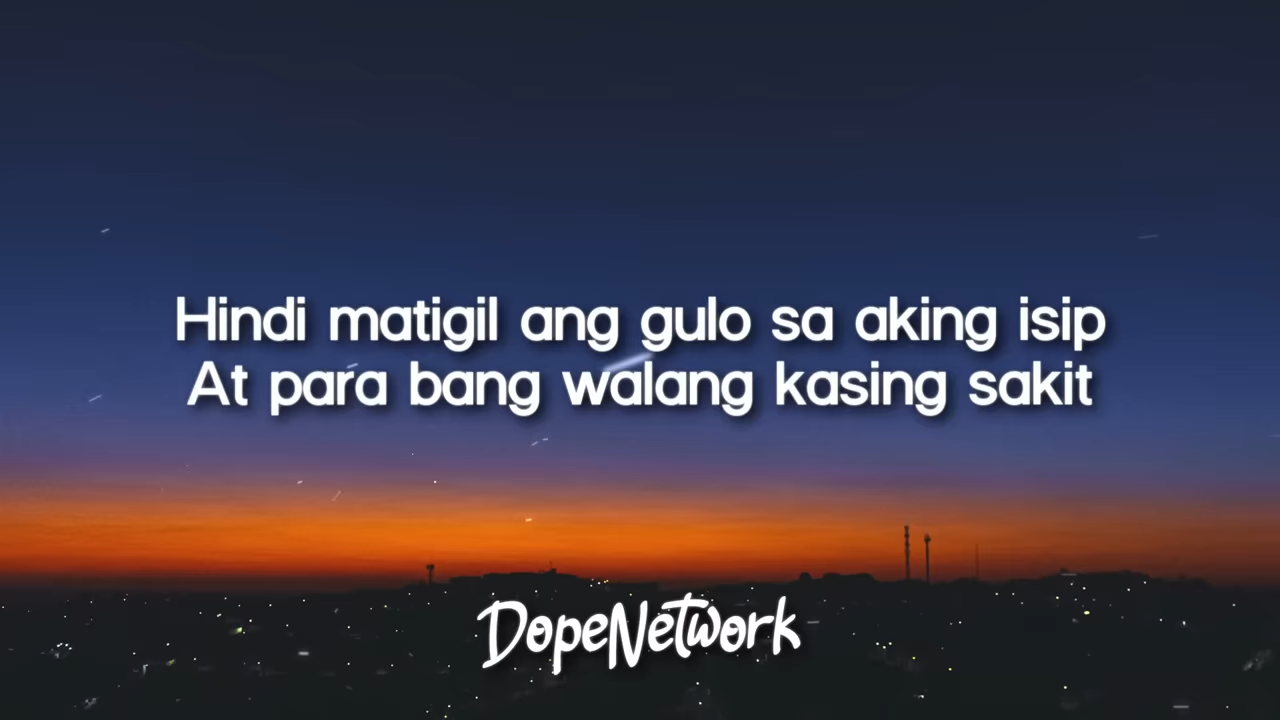 Hindi matigil ang gulo sa aking isip
At para bang walang kasing sakit
DopeNetwork